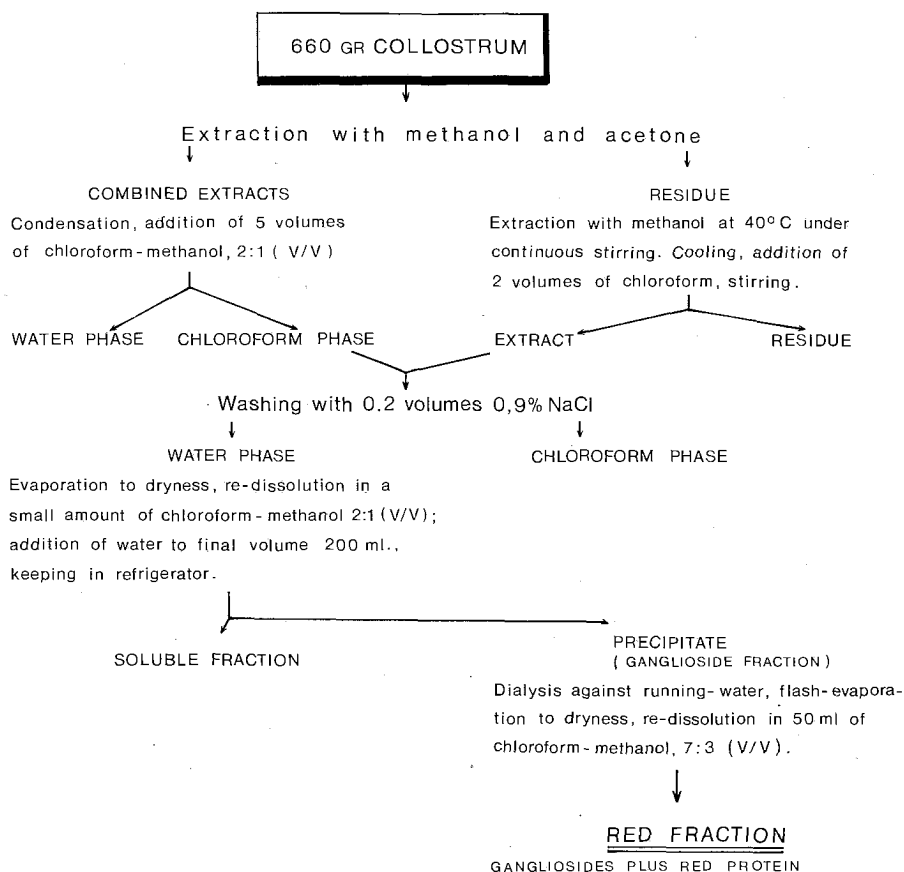 660 GR COLLOSTRUM
Extraction with methanol and acetone
COMBINED EXTRACTS
Condensation, addition of 5 volumes
of chloroform-methanol, 2:1 ( V/V )
RESIDUE
Extraction with methanol at 40° C under
continuous stirring. Cooling, addition of
2 volumes of chloroform, stirring.
WATER PHASE CHLOROFORM PHASE EXTRACT RESIDUE
Washing with 0.2 volumes 0,9% NaCl
WATER PHASE CHLOROFORM PHASE
Evaporation to dryness, re-dissolution in a
small amount of chloroform-methanol 2:1 (V/V);
addition of water to final volume 200 ml.,
keeping in refrigerator.
SOLUBLE FRACTION
PRECIPITATE
( GANGLIOSIDE FRACTION )
Dialysis against running-water, flash-evapora-
tion to dryness, re-dissolution in 50 ml of
chloroform-methanol, 7:3 (V/V).
RED FRACTION
GANGLIOSIDES PLUS RED PROTEIN